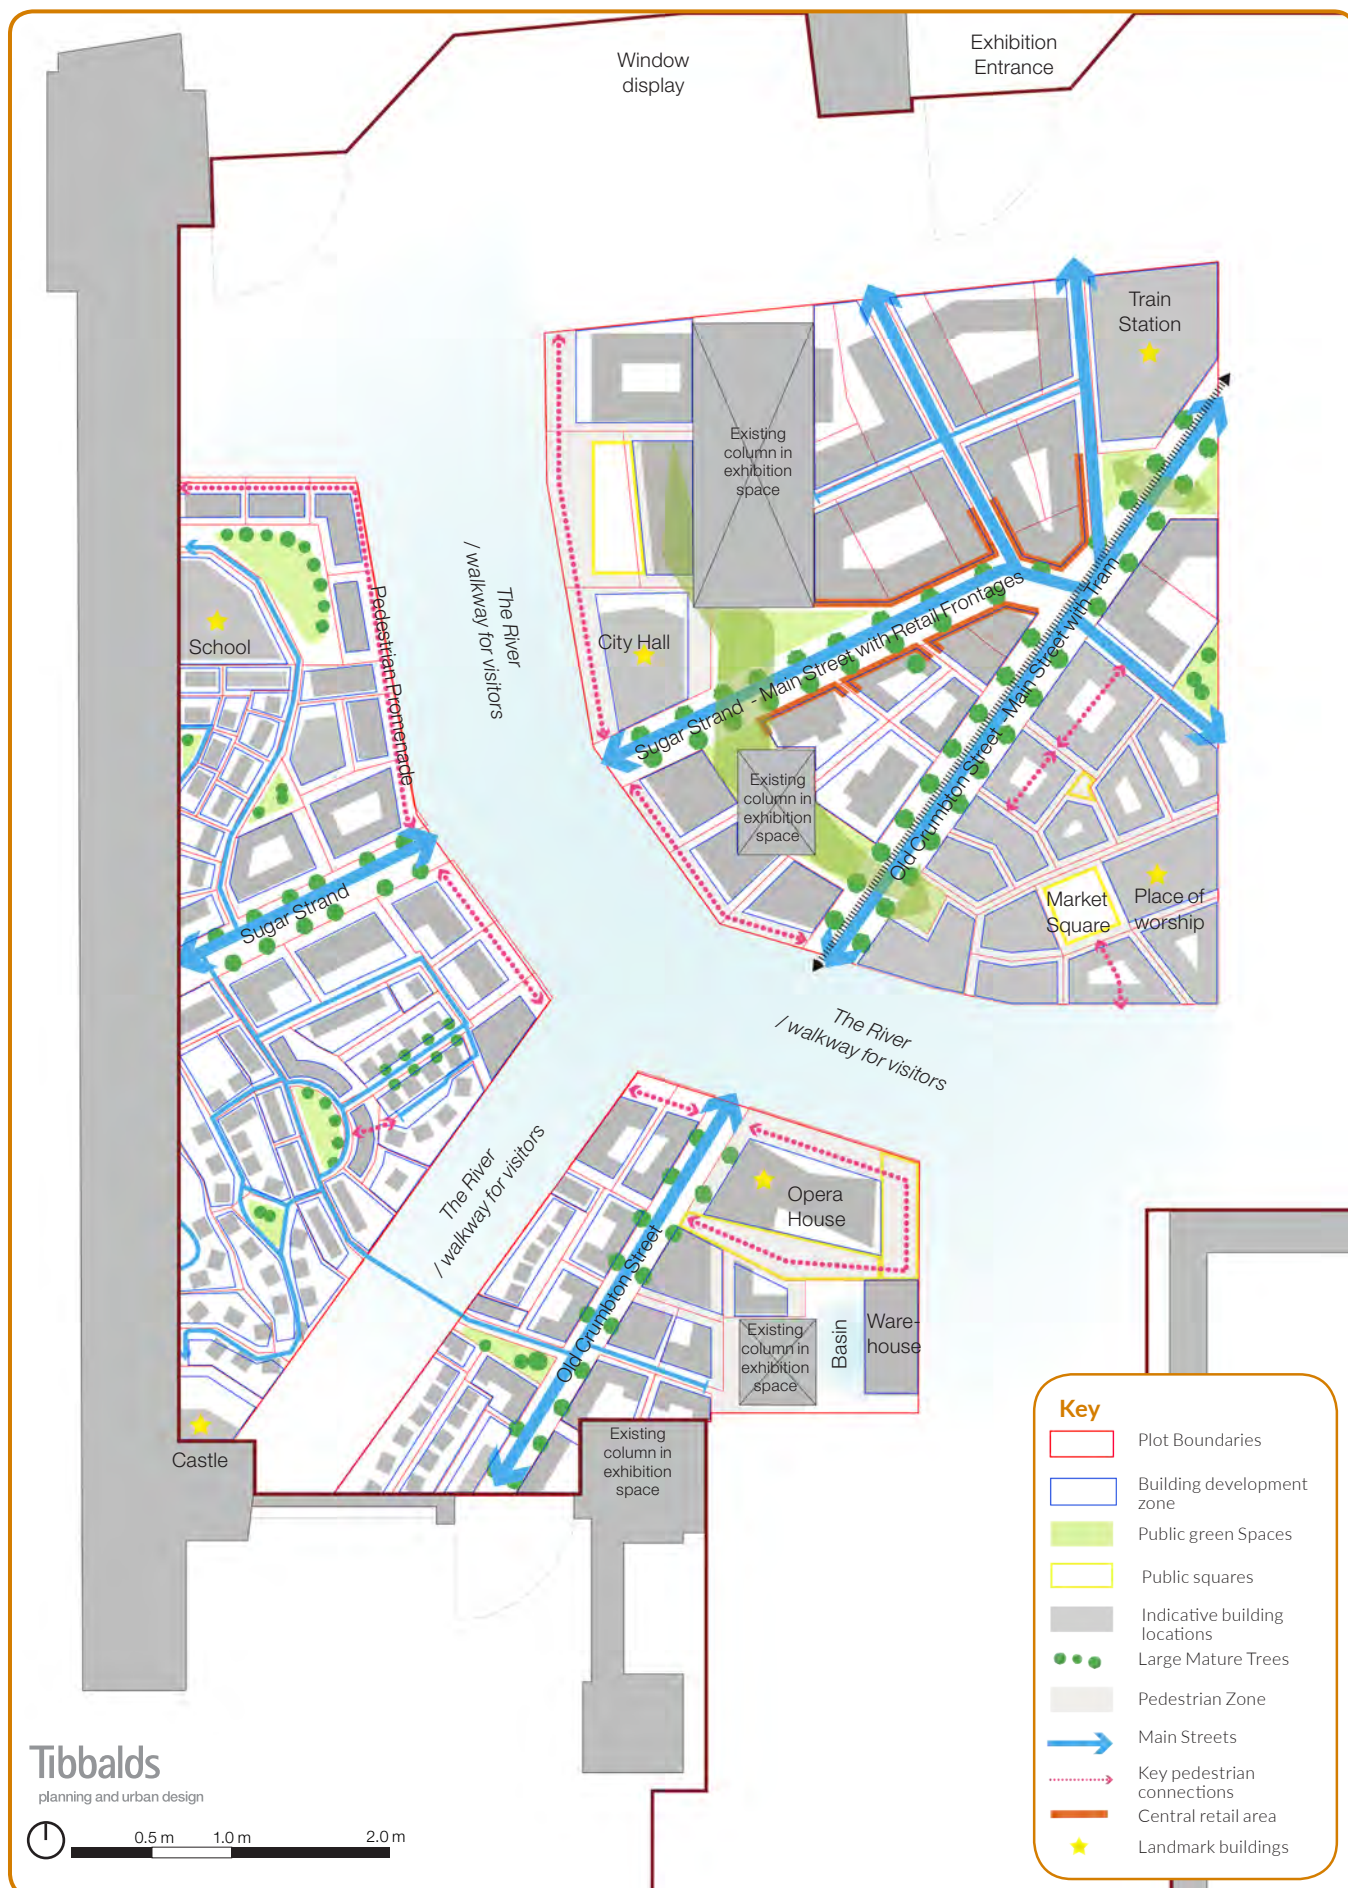 Window
display
Exhibition
Entrance
Train
Station
Existing
column in
exhibition
space
The River
/ walkway for visitors
School
Pedestrian Promenade
City Hall
Sugar Strand - Main Street with Retail Frontages
Old Crumbton Street - Main Street with Tram
Existing
column in
exhibition
space
Market
Square
Place of
worship
Sugar Strand
The River
/ walkway for visitors
The River
/ walkway for visitors
Opera
House
Old Crumbton Street
Existing
column in
exhibition
space
Basin
Ware-
house
Castle
Existing
column in
exhibition
space
Key
Plot Boundaries
Building development
zone
Public green Spaces
Public squares
Indicative building
locations
Large Mature Trees
Pedestrian Zone
Main Streets
Key pedestrian
connections
Central retail area
Landmark buildings
Tibbalds
planning and urban design
0.5 m 1.0 m 2.0 m